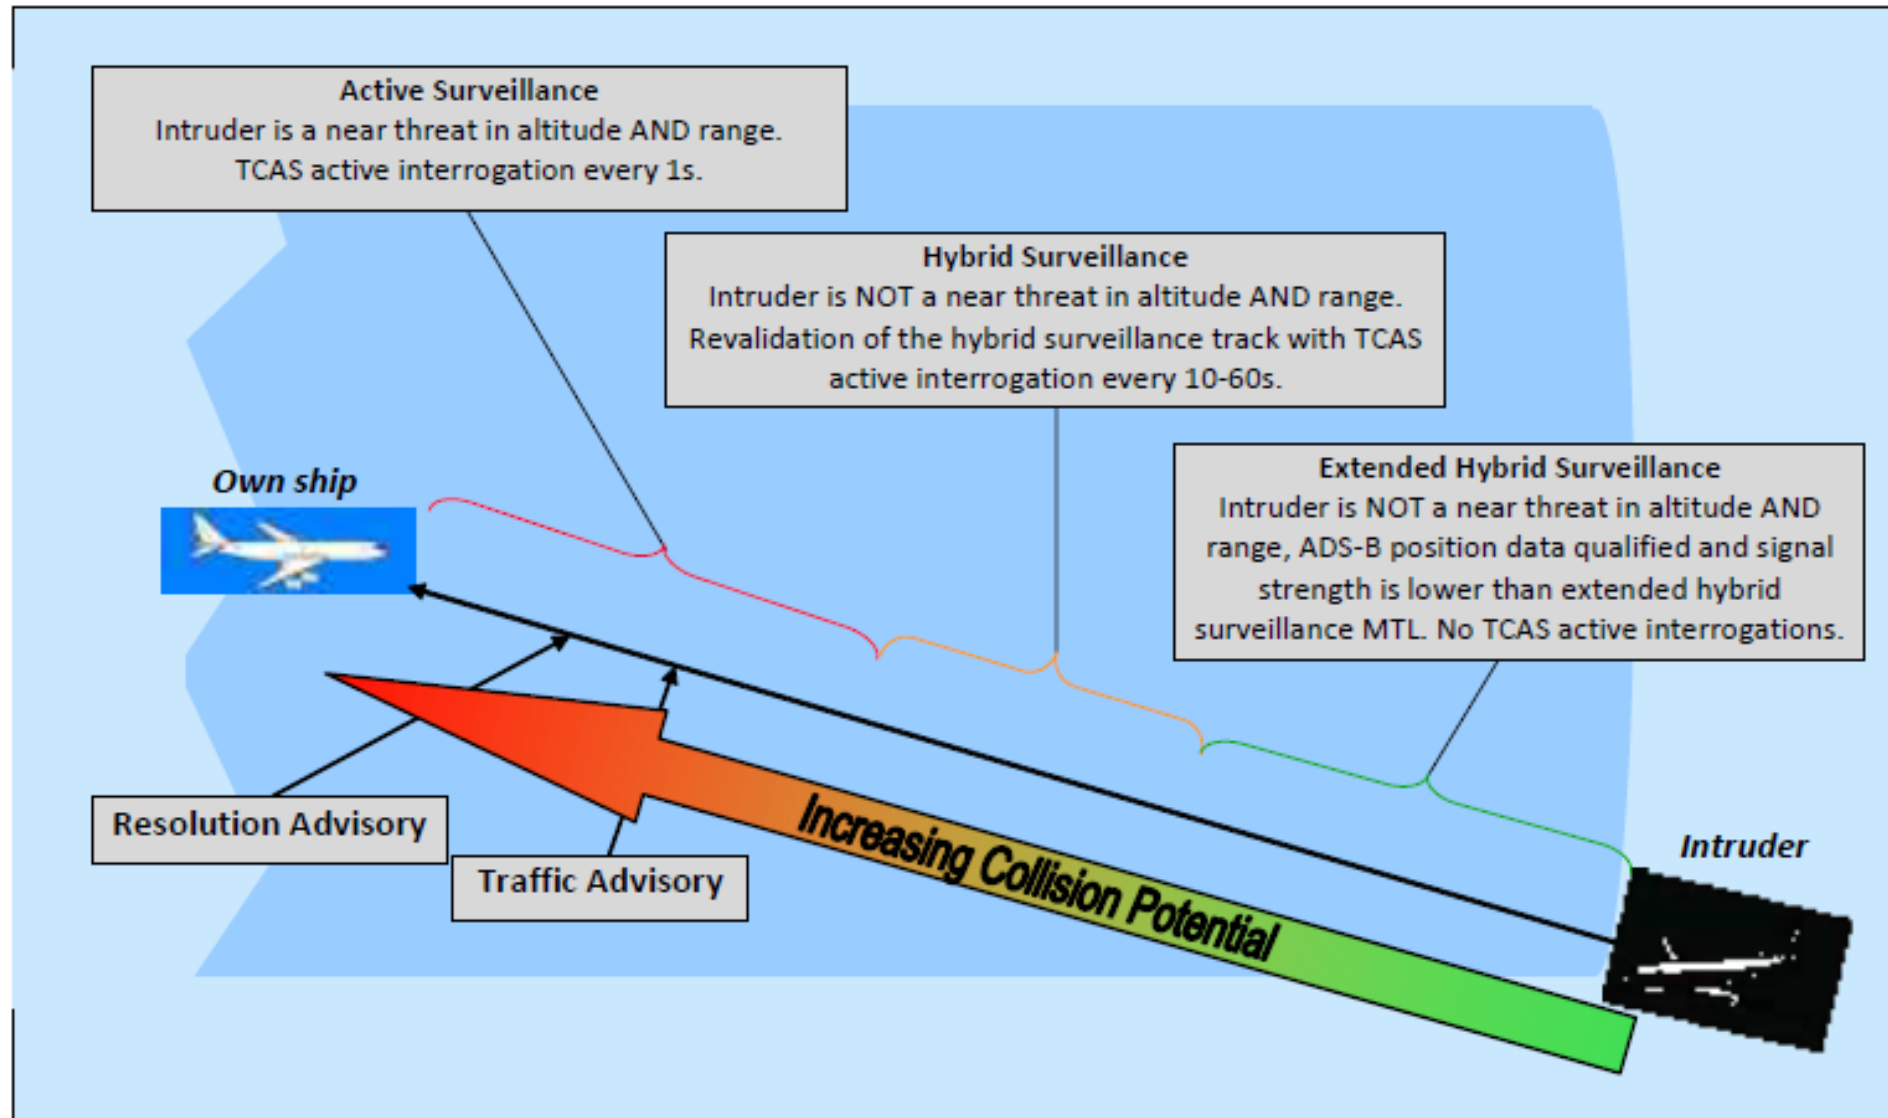 Active Surveillance
Intruder is a near threat in altitude AND range.
TCAS active interrogation every 1s.
Hybrid Surveillance
Intruder is NOT a near threat in altitude AND range.
Revalidation of the hybrid surveillance track with TCAS
active interrogation every 10-60s.
Extended Hybrid Surveillance
Intruder is NOT a near threat in altitude AND
range, ADS-B position data qualified and signal
strength is lower than extended hybrid
surveillance MTL. No TCAS active interrogations.
Own ship
Resolution Advisory
Traffic Advisory
Increasing Collision Potential
Intruder